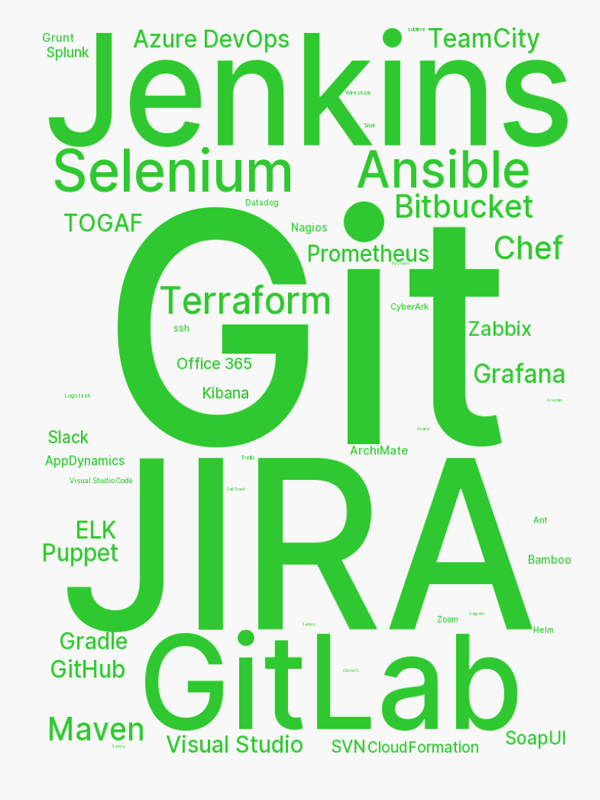 Grunt
Azure DevOps
sublime
TeamCity
Splunk
Jenkins
Wireshark
Snyk
Selenium
Ansible
Datadog
Bitbucket
TOGAF
Nagios
Prometheus
Chef
Git
Terraform
CyberArk
ssh
Zabbix
Office 365
Grafana
Kibana
Logstash
Slack
ArchiMate
AppDynamics
Trello
Visual Studio Code
JIRA
Ant
ELK
Puppet
Bamboo
Zoom
Helm
Gradle
GitHub
GitLab
Maven
Visual Studio
SVN
CloudFormation
SoapUI